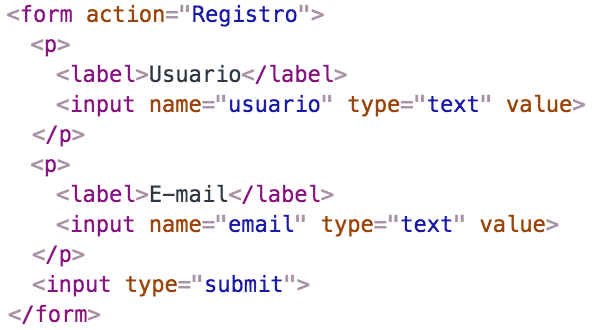 <form action="Registro">
<p>
<label>Usuario</label>
<input name="usuario" type="text" value>
</p>
<p>
<label>E-mail</label>
<input name="email" type="text" value>
</p>
<input type="submit">
</form>